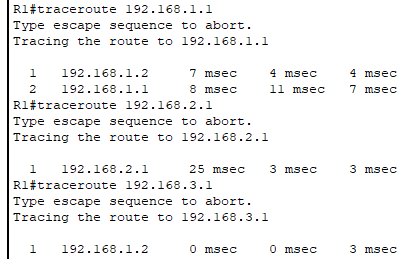 R1#traceroute 192.168.1.1
Type escape sequence to abort.
Tracing the route to 192.168.1.1
1 192.168.1.2 7 msec 4 msec 4 msec
2 192.168.1.1 8 msec 11 msec 7 msec
R1#traceroute 192.168.2.1
Type escape sequence to abort.
Tracing the route to 192.168.2.1
1 192.168.2.1 25 msec 3 msec 3 msec
R1#traceroute 192.168.3.1
Type escape sequence to abort.
Tracing the route to 192.168.3.1
1 192.168.1.2 0 msec 0 msec 3 msec